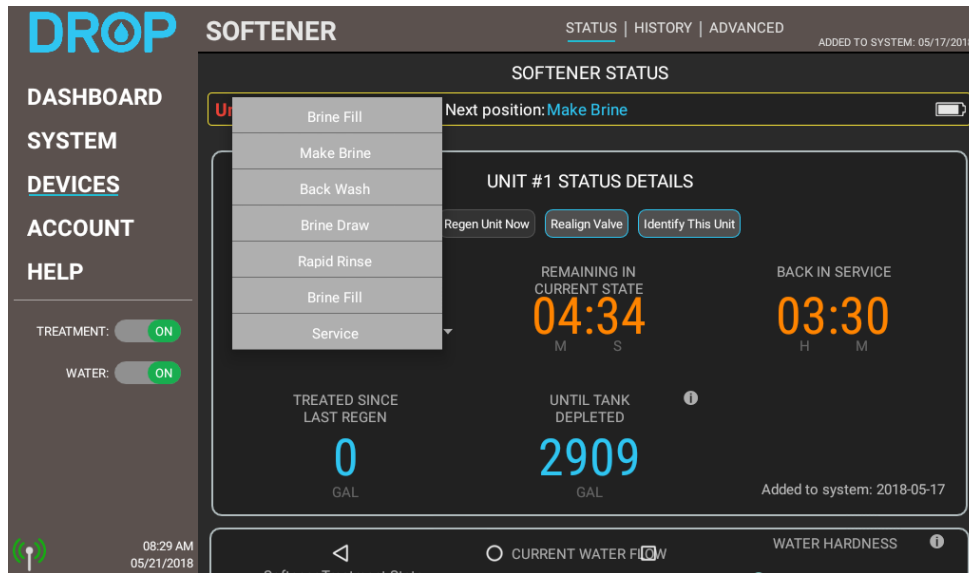 DROP
SOFTENER
STATUS | HISTORY | ADVANCED
ADDED TO SYSTEM: 05/17/201
DASHBOARD
SYSTEM
DEVICES
ACCOUNT
HELP
TREATMENT: ON
WATER: ON
08:29 AM
05/21/2018
SOFTENER STATUS
Next position: Make Brine
Brine Fill
Make Brine
Back Wash
Brine Draw
Rapid Rinse
Brine Fill
Service
UNIT #1 STATUS DETAILS
Regen Unit Now
Realign Valve
Identify This Unit
REMAINING IN
CURRENT STATE
04:34
M S
BACK IN SERVICE
03:30
H M
TREATED SINCE
LAST REGEN
0
GAL
UNTIL TANK
DEPLETED
2909
GAL
Added to system: 2018-05-17
CURRENT WATER FLOW
WATER HARDNESS